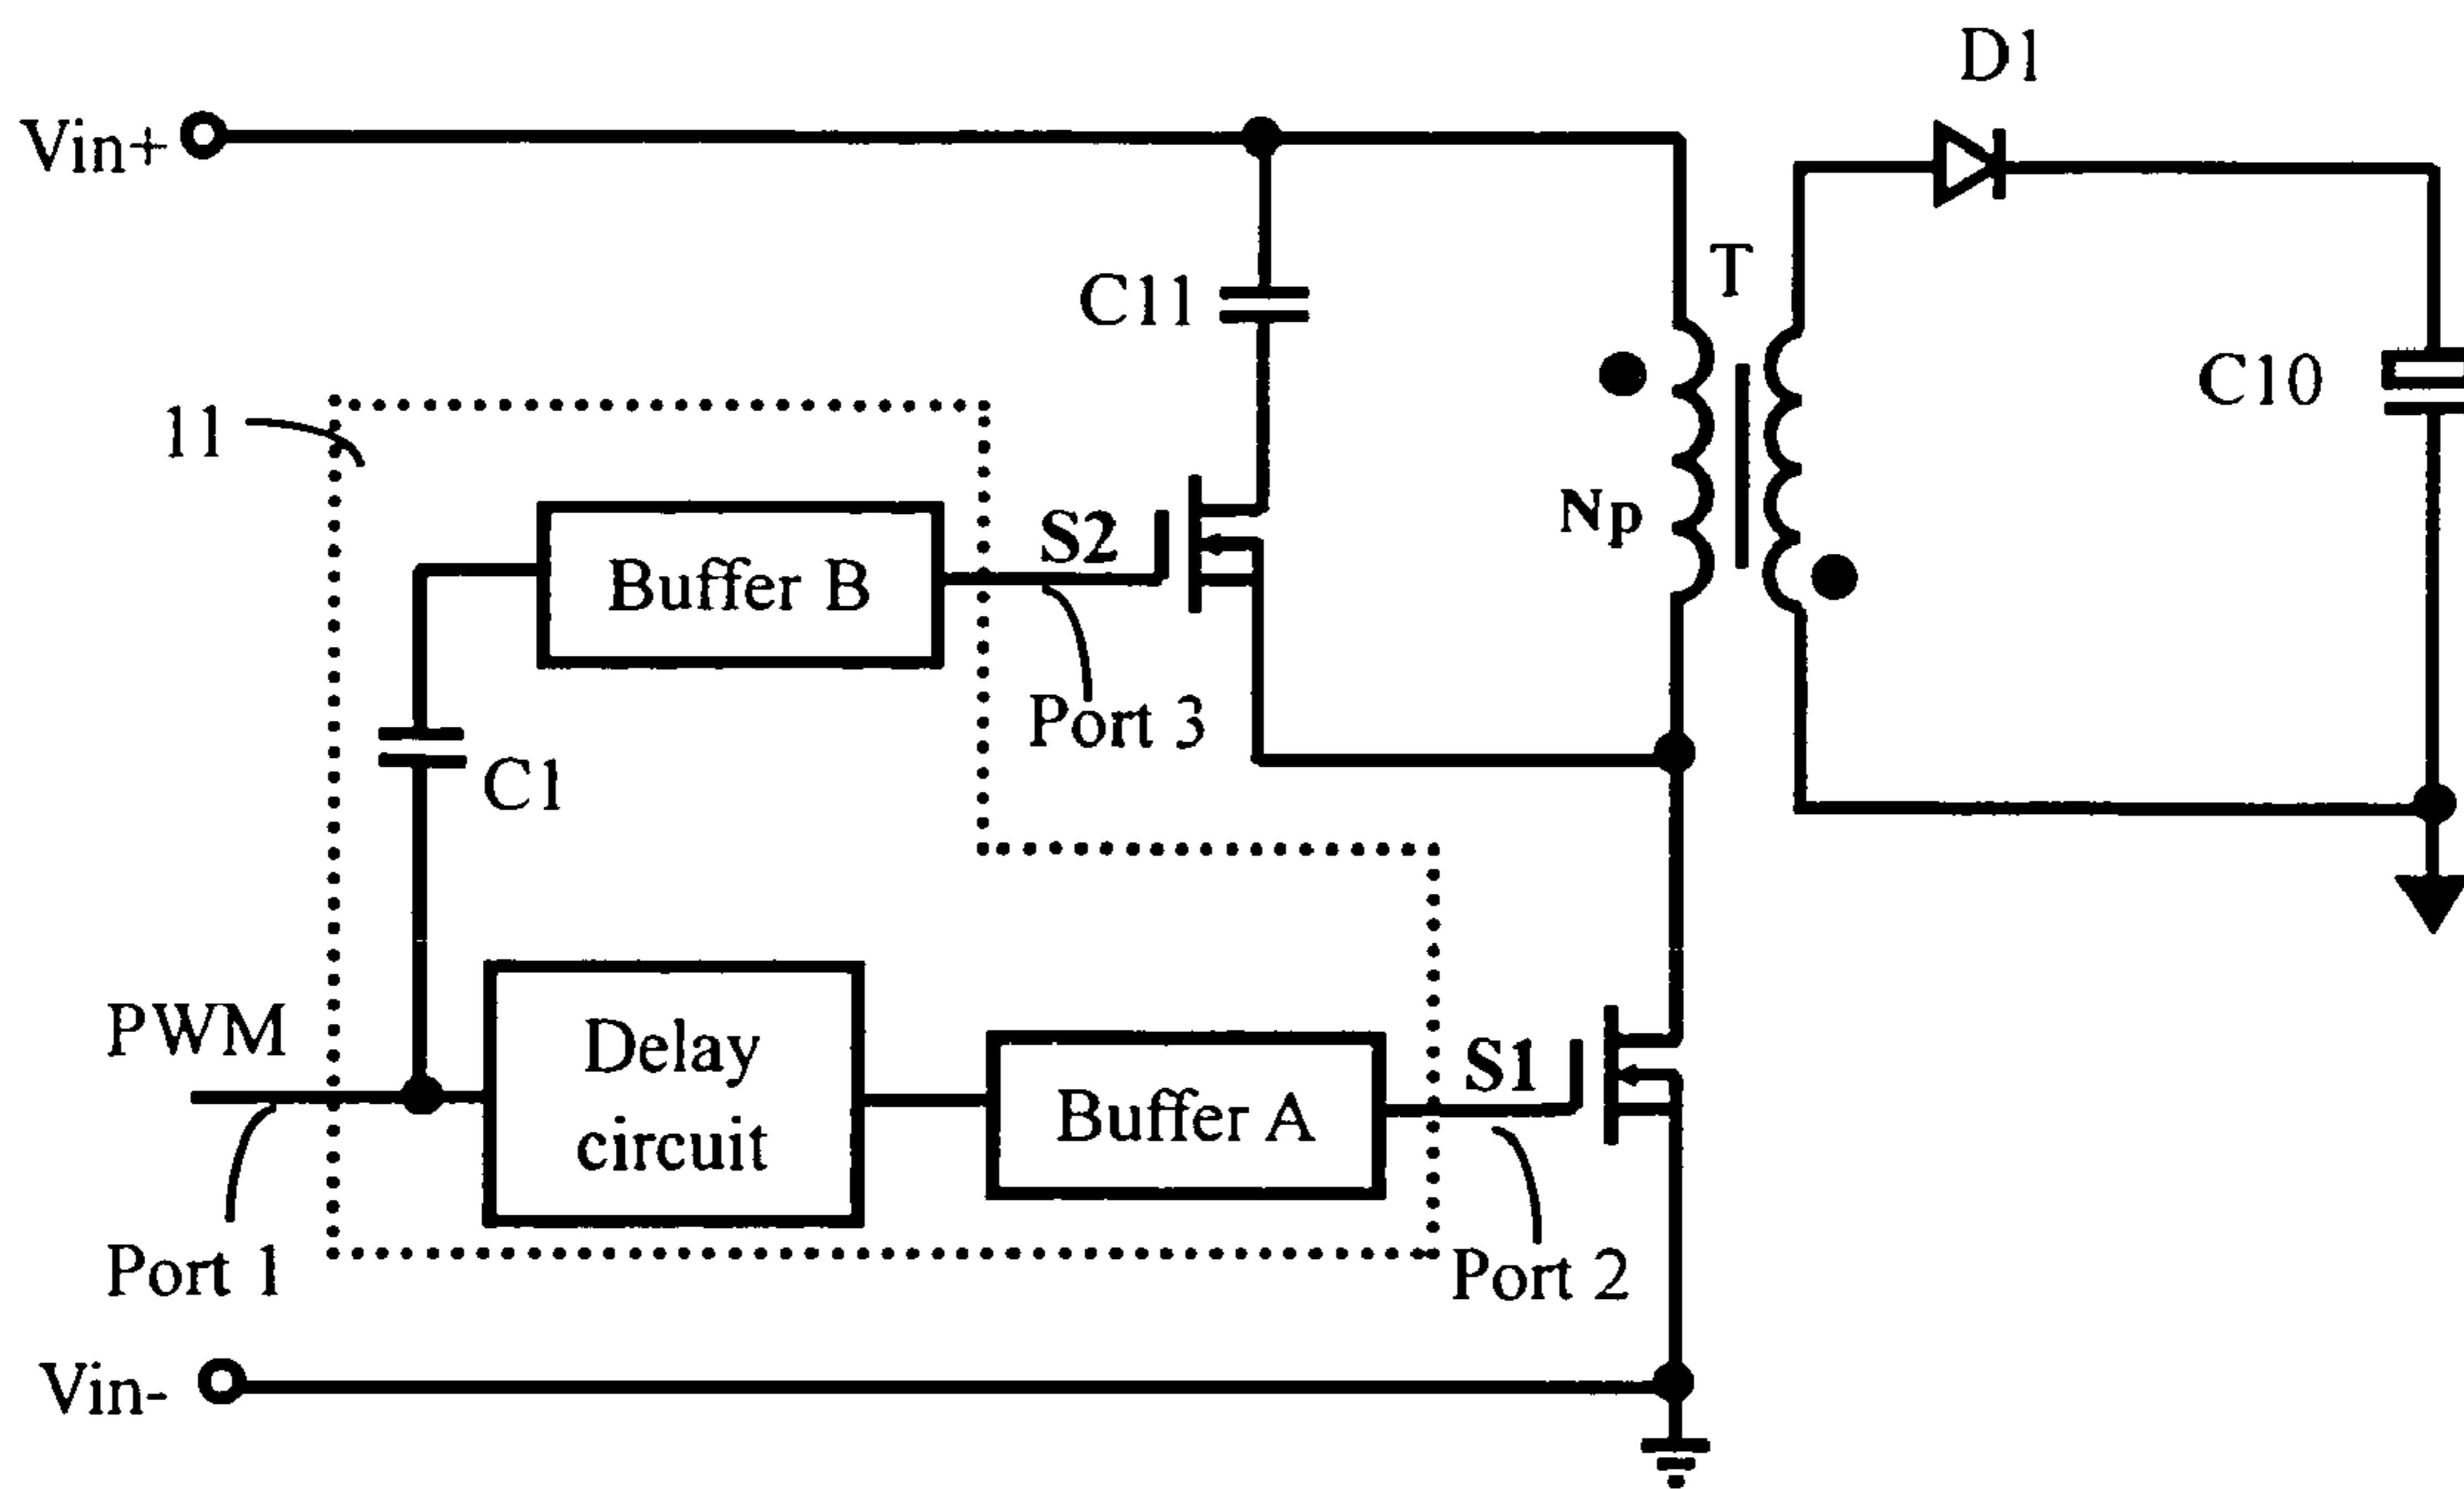 D1
Vin+
T
C11
C10
11
Np
S2
Buffer B
Port 3
C1
PWM
Delay
circuit
S1
Buffer A
Port 1
Port 2
Vin-